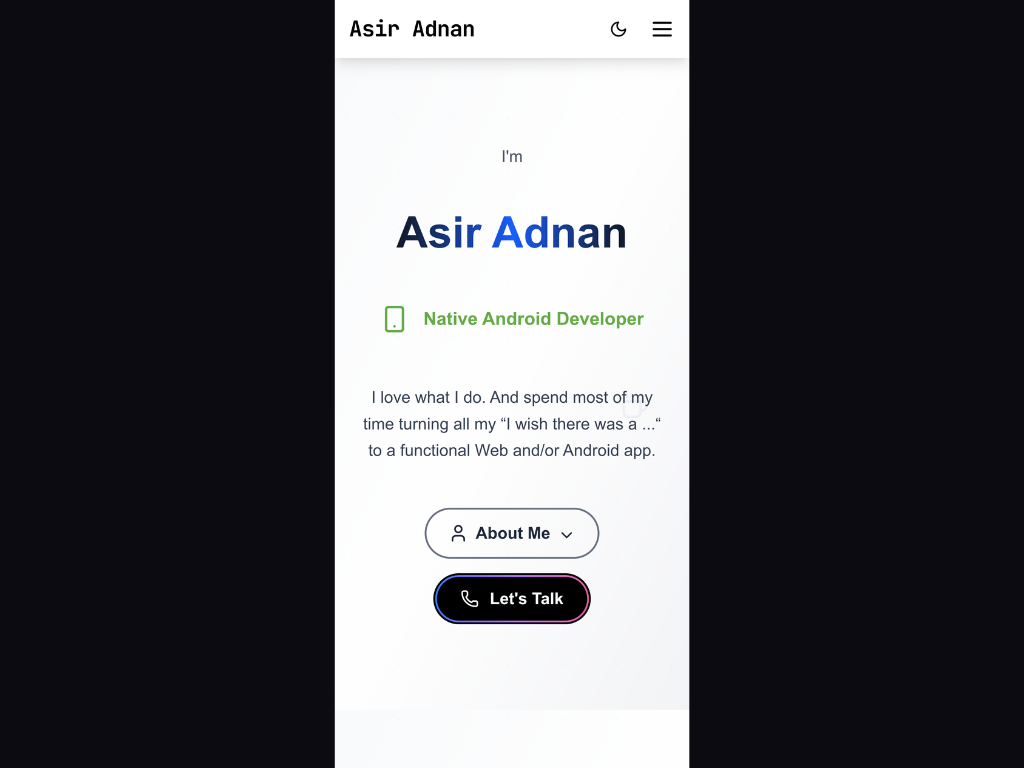 Asir Adnan
I'm
Asir Adnan
Native Android Developer
I love what I do. And spend most of my
time turning all my “I wish there was a ...“
to a functional Web and/or Android app.
About Me
Let's Talk